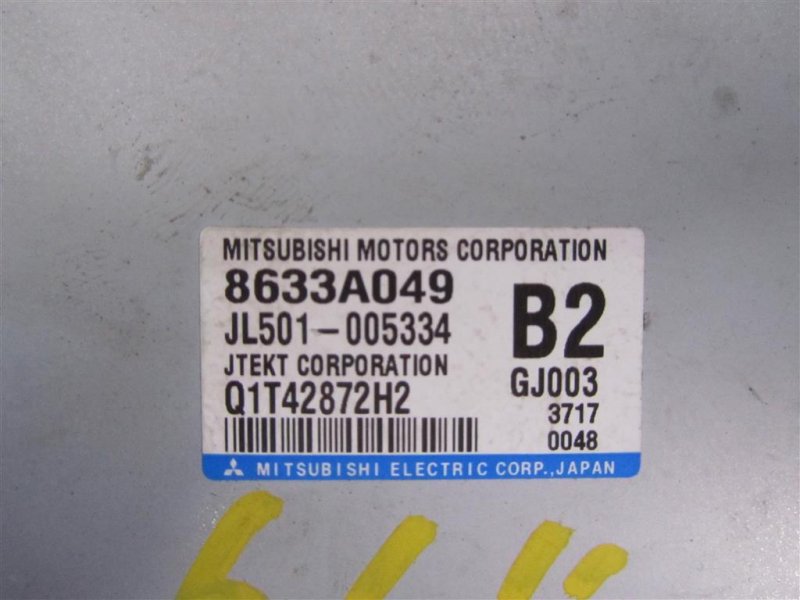 MITSUBISHI MOTORS CORPORATION
8633A049
JL501-005334
B2
JTEKT CORPORATION
GJ003
Q1T42872H2
3717
0048
MITSUBISHI ELECTRIC CORP.,JAPAN